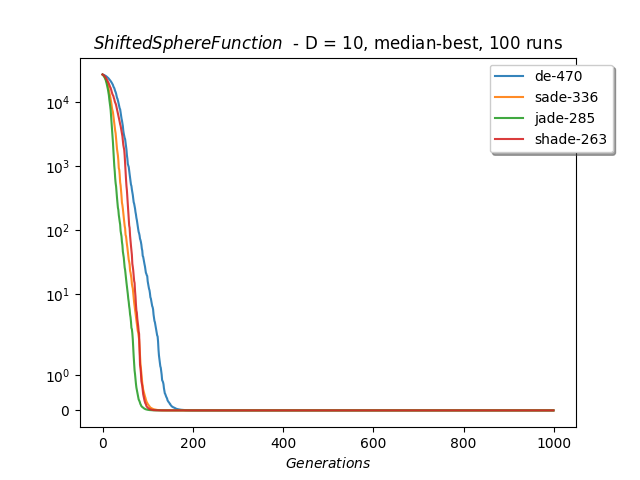 ShiftedSphereFunction - D = 10, median-best, 100 runs
de-470
sade-336
jade-285
shade-263
10^4
10^3
10^2
10^1
10^0
0
0 200 400 600 800 1000
Generations